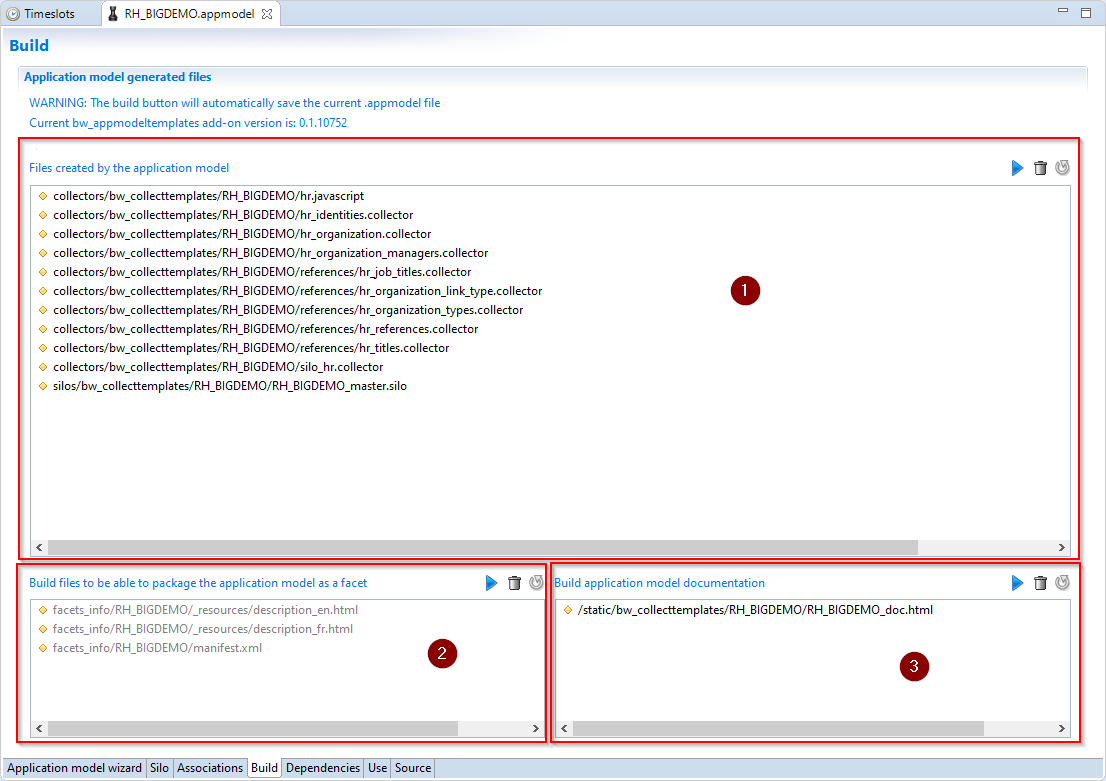 Timeslots
RH_BIGDEMO.appmodel
Build
Application model generated files
WARNING: The build button will automatically save the current .appmodel file
Current bw_appmodeltemplates add-on version is: 0.1.10752
Files created by the application model
collectors/bw_collecttemplates/RH_BIGDEMO/hr.javascript
collectors/bw_collecttemplates/RH_BIGDEMO/hr_identities.collector
collectors/bw_collecttemplates/RH_BIGDEMO/hr_organization.collector
collectors/bw_collecttemplates/RH_BIGDEMO/hr_organization_managers.collector
collectors/bw_collecttemplates/RH_BIGDEMO/references/hr_job_titles.collector
collectors/bw_collecttemplates/RH_BIGDEMO/references/hr_organization_link_type.collector
collectors/bw_collecttemplates/RH_BIGDEMO/references/hr_organization_types.collector
collectors/bw_collecttemplates/RH_BIGDEMO/references/hr_references.collector
collectors/bw_collecttemplates/RH_BIGDEMO/references/hr_titles.collector
collectors/bw_collecttemplates/RH_BIGDEMO/silo_hr.collector
silos/bw_collecttemplates/RH_BIGDEMO/RH_BIGDEMO_master.silo
1
Build files to be able to package the application model as a facet
facets_info/RH_BIGDEMO/_resources/description_en.html
facets_info/RH_BIGDEMO/_resources/description_fr.html
facets_info/RH_BIGDEMO/manifest.xml
2
Build application model documentation
/static/bw_collecttemplates/RH_BIGDEMO/RH_BIGDEMO_doc.html
3
Application model wizard Silo Associations Build Dependencies Use Source